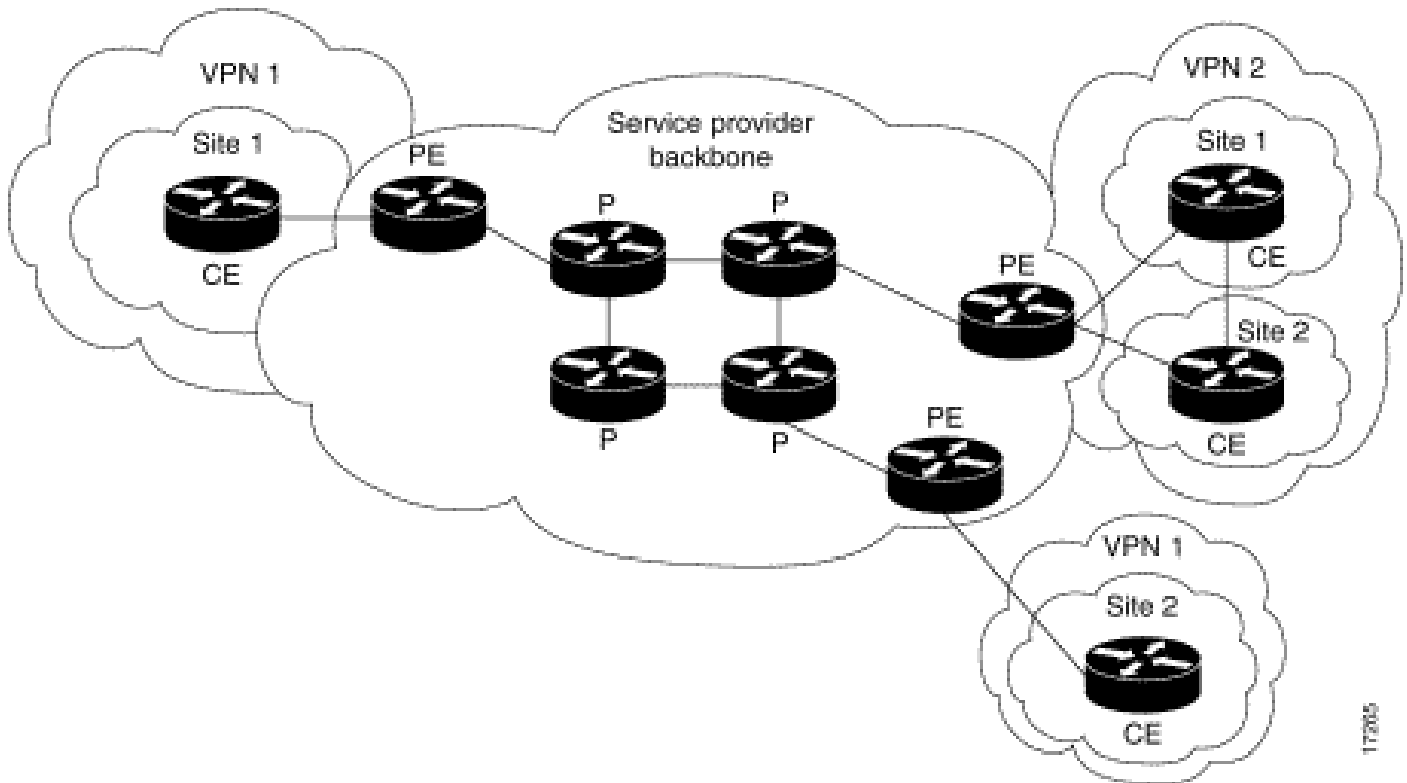 VPN 1
Site 1
CE
PE
Service provider
backbone
P
P
P
P
PE
PE
VPN 2
Site 1
CE
Site 2
CE
VPN 1
Site 2
CE
17265